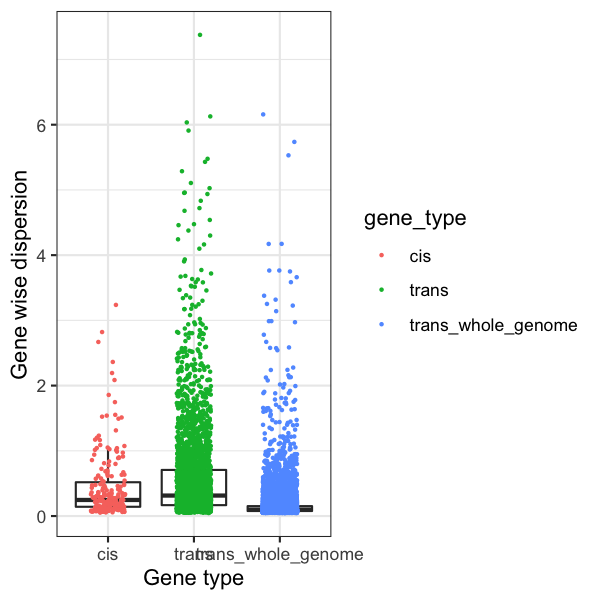 Gene wise dispersion
6
4
2
0
cis
trans
trans_whole_genome
Gene type
gene_type
cis
trans
trans_whole_genome